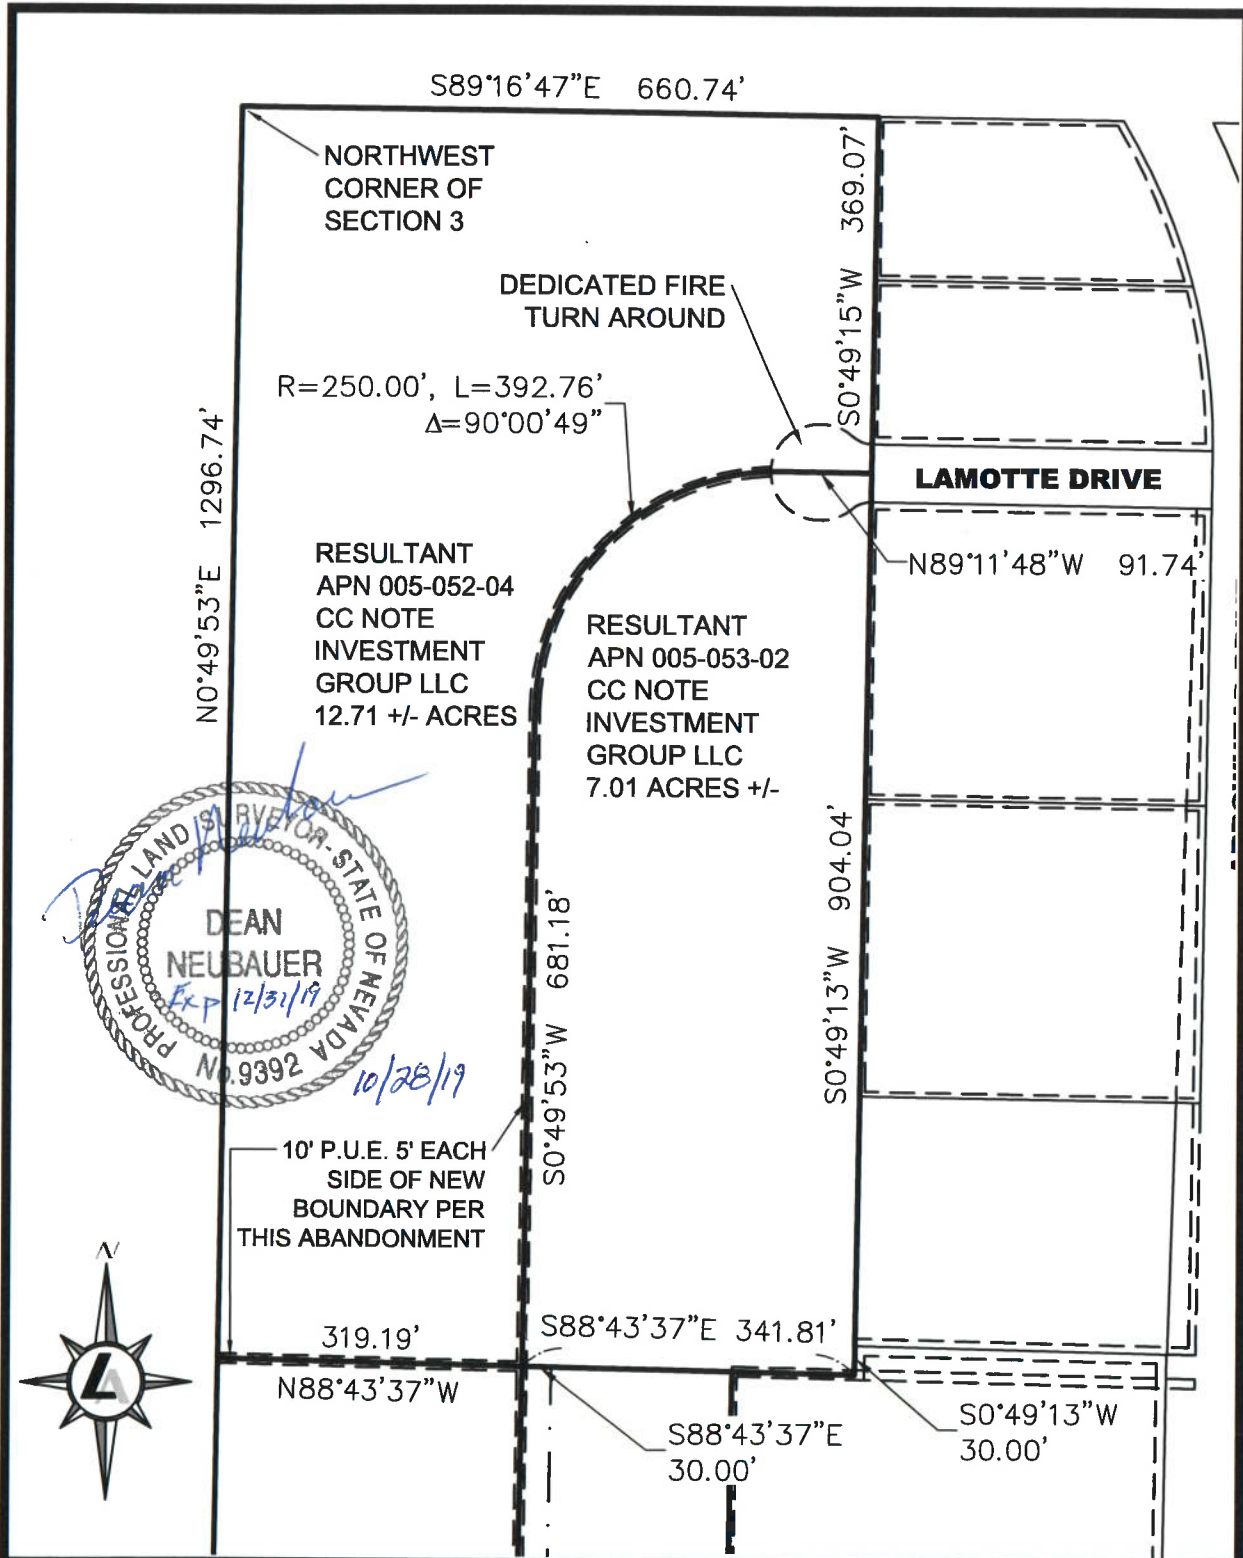 S89°16'47"E 660.74'
NORTHWEST
CORNER OF
SECTION 3
S0°49'15"W 369.07'
DEDICATED FIRE
TURN AROUND
R=250.00', L=392.76'
Δ=90°00'49"
LAMOTTE DRIVE
N0°49'53"E 1296.74'
N89°11'48"W 91.74'
RESULTANT
APN 005-052-04
CC NOTE
INVESTMENT
GROUP LLC
12.71 +/- ACRES
RESULTANT
APN 005-053-02
CC NOTE
INVESTMENT
GROUP LLC
7.01 ACRES +/-
PROFESSIONAL LAND SURVEYOR-STATE OF NEVADA
DEAN
NEUBAUER
Exp 12/31/19
No.9392
10/28/19
S0°49'53"W 681.18'
S0°49'13"W 904.04'
10' P.U.E. 5' EACH
SIDE OF NEW
BOUNDARY PER
THIS ABANDONMENT
N
LA
319.19'
N88°43'37"W
S88°43'37"E 341.81'
S88°43'37"E
30.00'
S0°49'13"W
30.00'